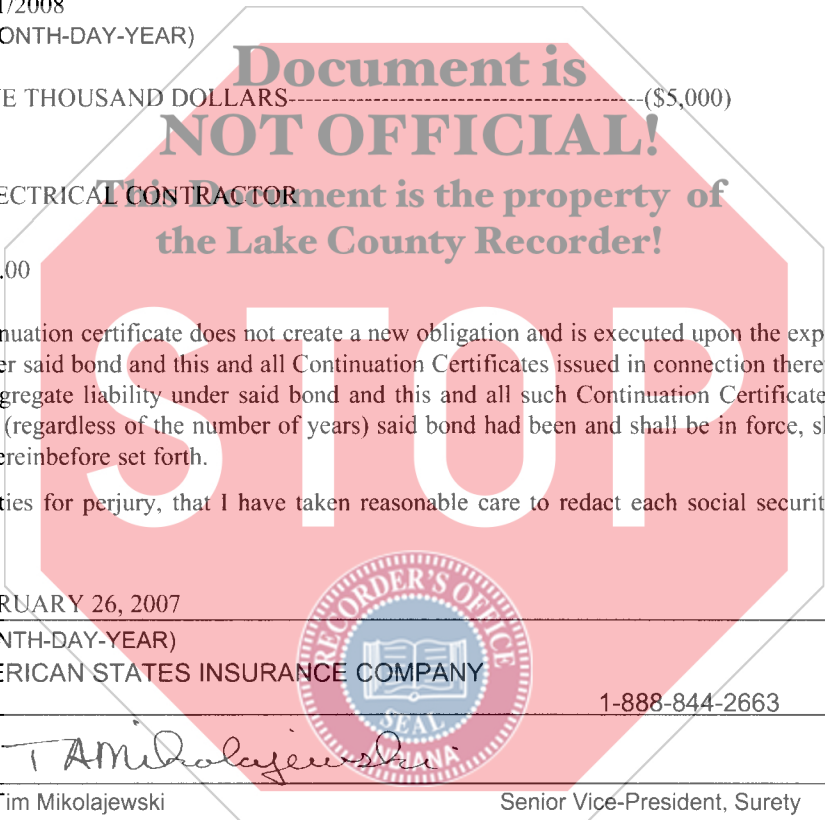 1/2008
ONTH-DAY-YEAR)
Document is
E THOUSAND DOLLARS----------------------------------------($5,000)
NOT OFFICIAL!
ECTRICAL CONTRACTOR
This Document is the property of
the Lake County Recorder!
.00
STOP
nuation certificate does not create a new obligation and is executed upon the exp
er said bond and this and all Continuation Certificates issued in connection there
gregate liability under said bond and this and all such Continuation Certificate
(regardless of the number of years) said bond had been and shall be in force, sh
ereinbefore set forth.
ties for perjury, that I have taken reasonable care to redact each social securit
RECORDER'S OFFICE
RUARY 26, 2007
NTH-DAY-YEAR)
ERICAN STATES INSURANCE COMPANY
1-888-844-2663
SEAL
TAMikolajewski
Tim Mikolajewski Senior Vice-President, Surety